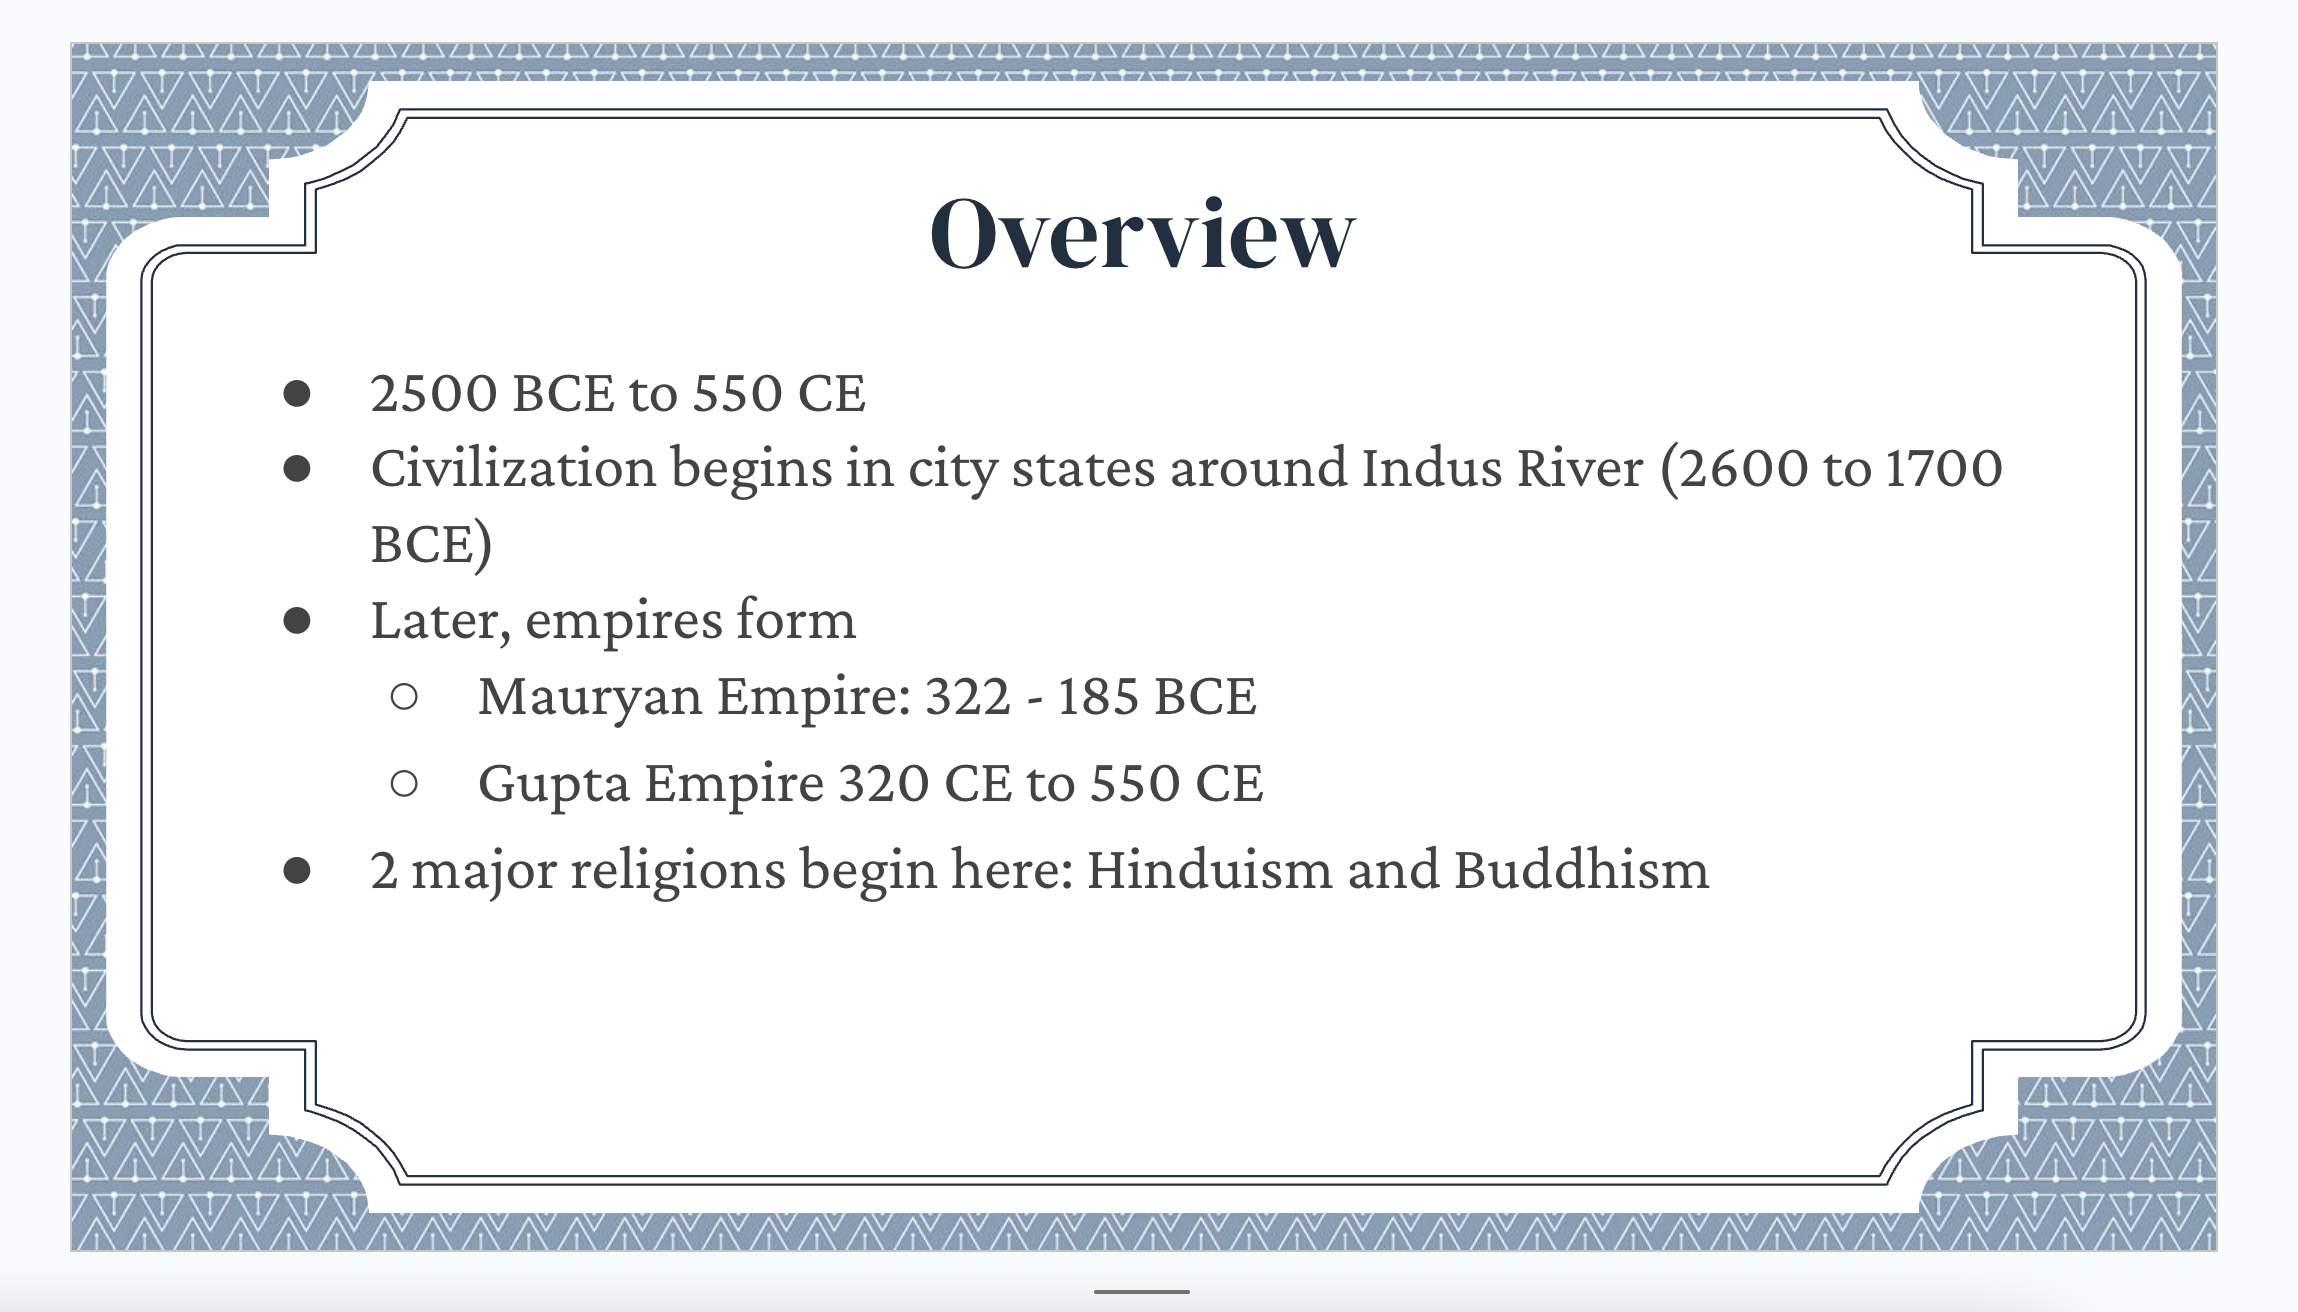 Overview
● 2500 BCE to 550 CE
● Civilization begins in city states around Indus River (2600 to 1700
BCE)
● Later, empires form
○ Mauryan Empire: 322 - 185 BCE
○ Gupta Empire 320 CE to 550 CE
● 2 major religions begin here: Hinduism and Buddhism